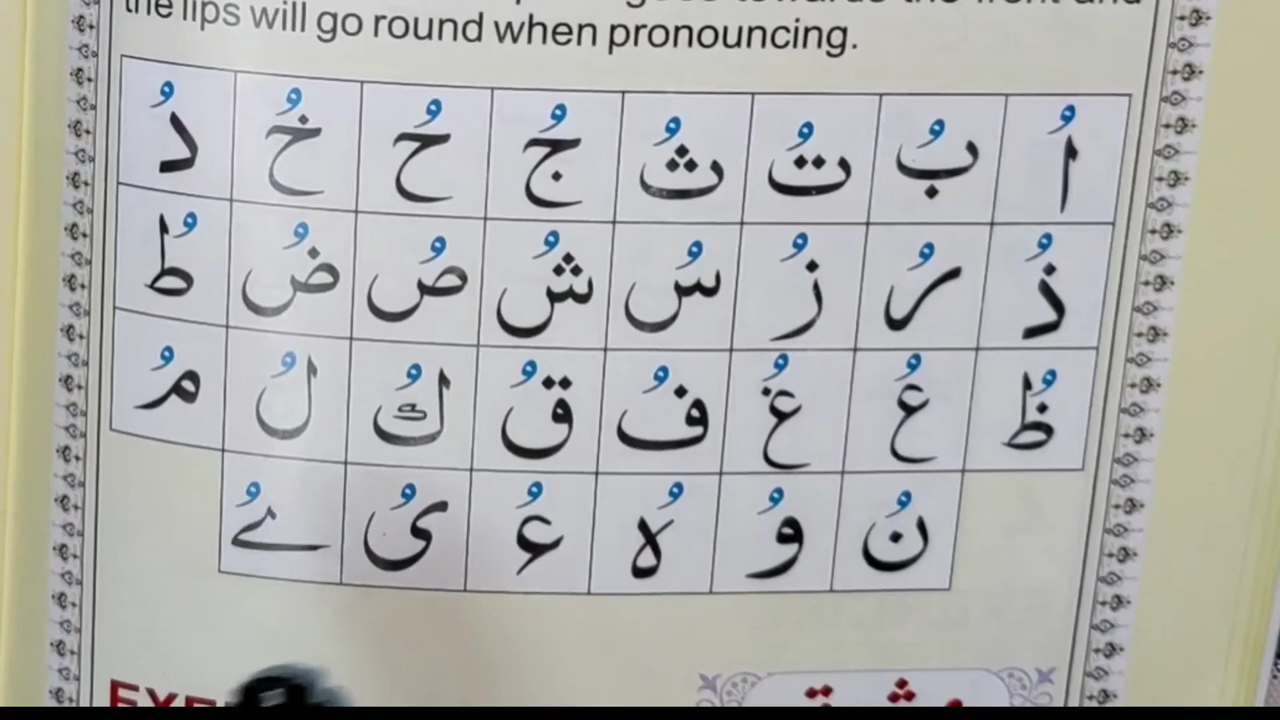 the lips will go round when pronouncing.
اُ بُ تُ ثُ جُ حُ خُ دُ
ذُ رُ زُ سُ شُ صُ ضُ طُ
ظُ عُ غُ فُ قُ كُ لُ مُ
نُ وُ هُ ءُ یُ ےُ